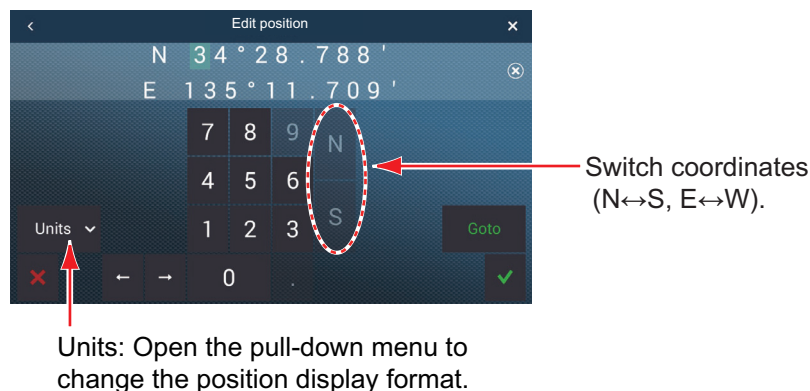 Edit position
N 34°28.788'
E 135°11.709'
7 8 9 N
4 5 6
1 2 3 S
Units Goto
0 .
Switch coordinates
(N↔S, E↔W).
Units: Open the pull-down menu to
change the position display format.